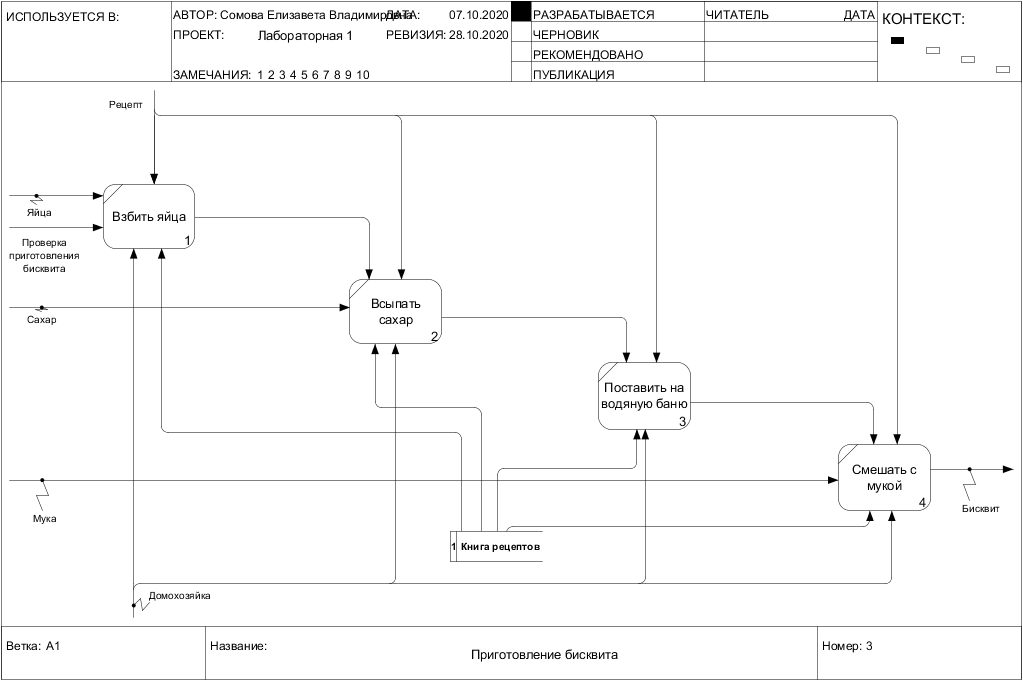 ИСПОЛЬЗУЕТСЯ В:
АВТОР: Сомова Елизавета Владимировна
ДАТА: 07.10.2020
РАЗРАБАТЫВАЕТСЯ
ЧИТАТЕЛЬ
ДАТА
КОНТЕКСТ:
ПРОЕКТ: Лабораторная 1
РЕВИЗИЯ: 28.10.2020
ЧЕРНОВИК
РЕКОМЕНДОВАНО
ЗАМЕЧАНИЯ: 1 2 3 4 5 6 7 8 9 10
ПУБЛИКАЦИЯ
Рецепт
Яйца
Взбить яйца
1
Проверка
приготовления
бисквита
Сахар
Всыпать
сахар
2
Поставить на
водяную баню
3
Смешать с
мукой
4
Мука
Бисквит
1 Книга рецептов
Домохозяйка
Ветка: A1
Название:
Приготовление бисквита
Номер: 3